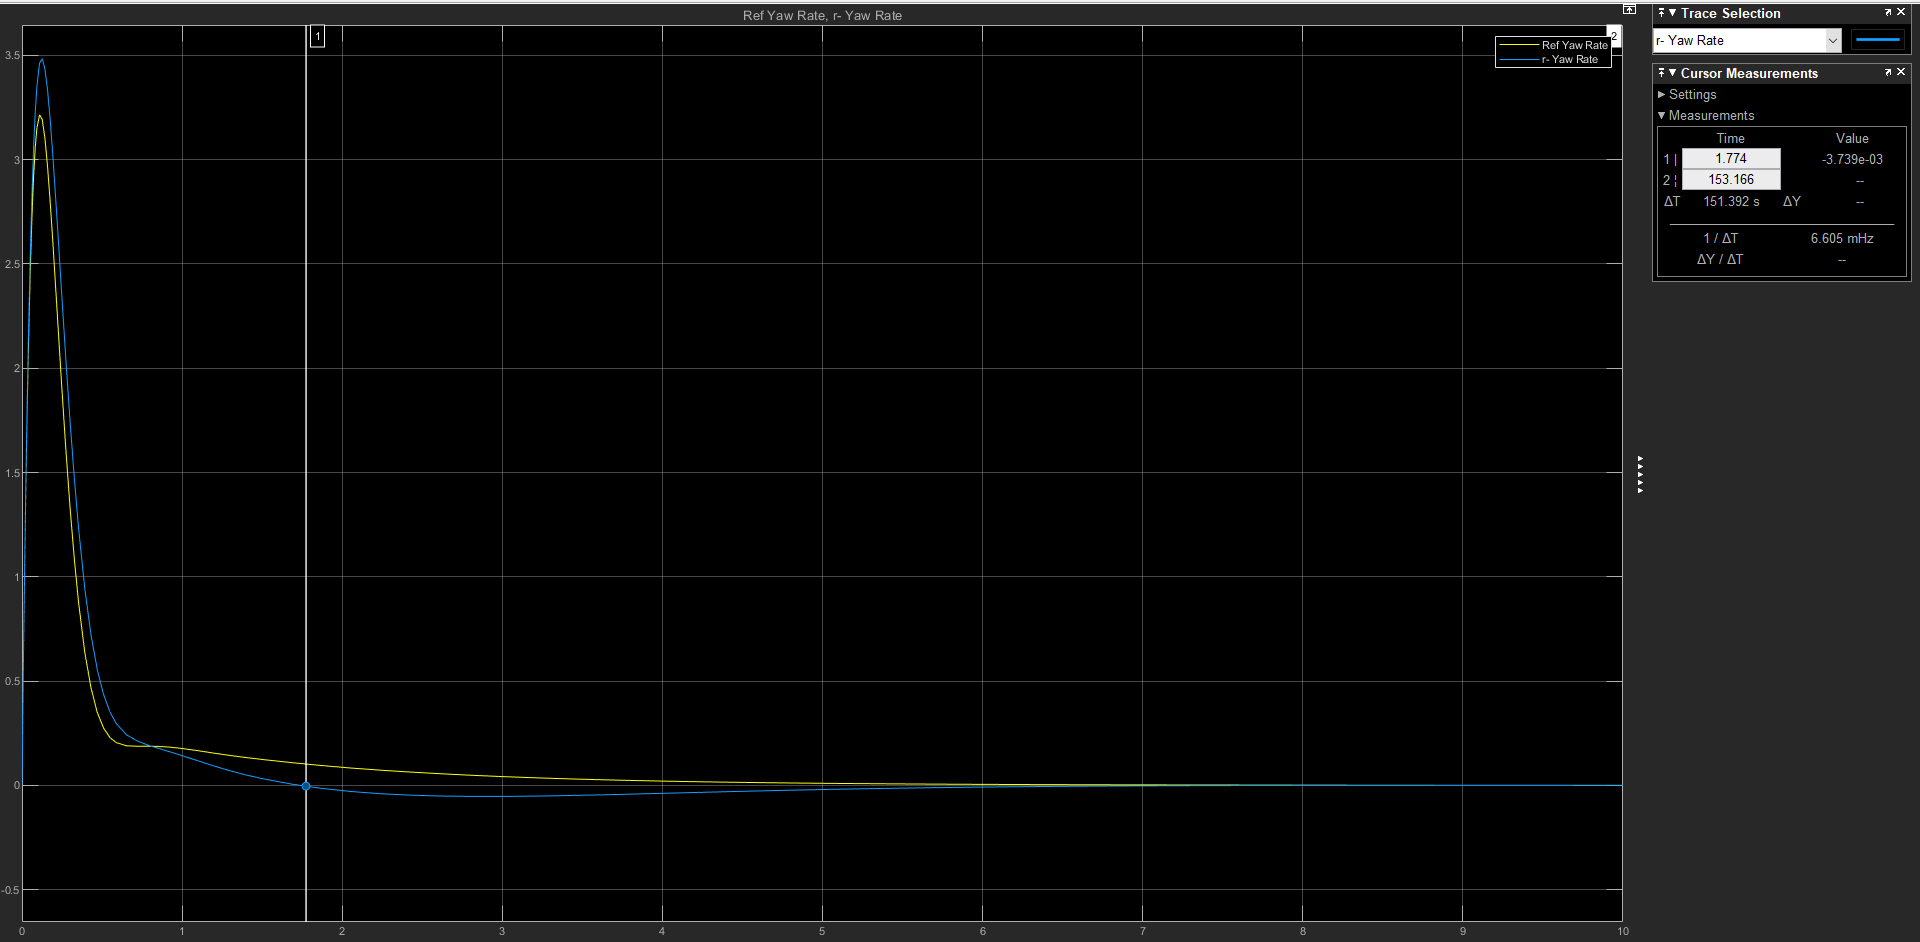 Ref Yaw Rate, r- Yaw Rate
1
2
Ref Yaw Rate
r- Yaw Rate
3.5
3
2.5
2
1.5
1
0.5
0
-0.5
0 1 2 3 4 5 6 7 8 9 10
Trace Selection
r- Yaw Rate
Cursor Measurements
Settings
Measurements
Time Value
1 | 1.774 -3.739e-03
2 ¦ 153.166 --
ΔT 151.392 s ΔY --
1 / ΔT 6.605 mHz
ΔY / ΔT --